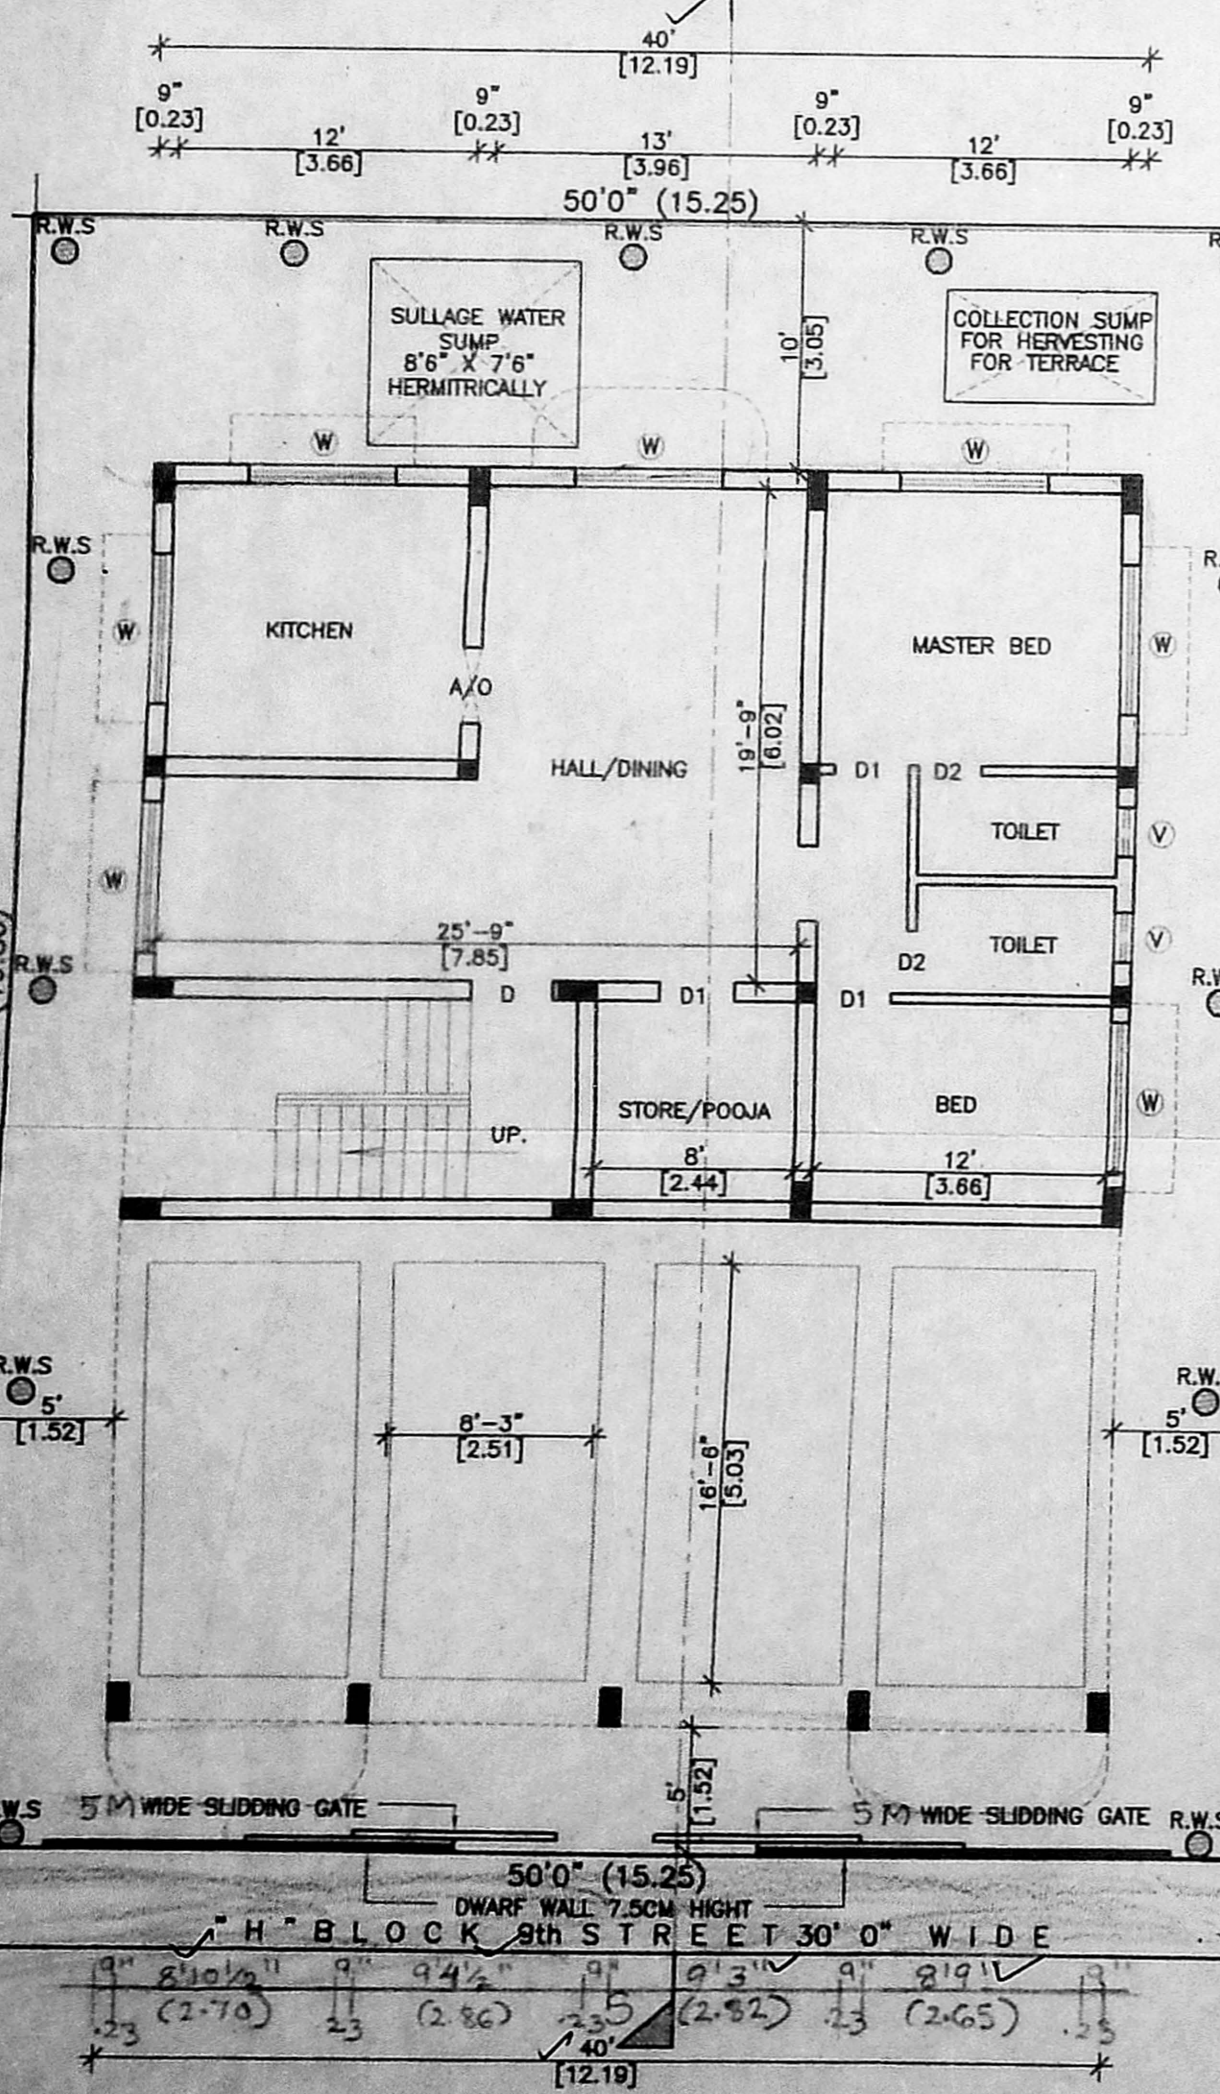 40'
[12.19]
9" 9" 9" 9"
[0.23] [0.23] [0.23] [0.23]
12' 13' 12'
[3.66] [3.96] [3.66]
50'0" (15.25)
R.W.S R.W.S R.W.S R.W.S R
SULLAGE WATER
SUMP
8'6" X 7'6"
HERMITRICALLY
10'
[3.05]
COLLECTION SUMP
FOR HERVESTING
FOR TERRACE
W W W
R.W.S R.
W KITCHEN MASTER BED W
A/O
19'-9"
[6.02]
HALL/DINING D1 D2
TOILET V
W
25'-9"
[7.85]
TOILET V
D2
R.W.S R.W
D D1 D1
STORE/POOJA BED W
UP.
8' 12'
[2.44] [3.66]
R.W.S R.W.
5' 5'
[1.52] [1.52]
8'-3"
[2.51]
16'-6"
[5.03]
5'
[1.52]
.W.S 5 M WIDE SLIDDING GATE 5 M WIDE SLIDDING GATE R.W.S
50'0" (15.25)
DWARF WALL 7.5CM HIGHT
"H" BLOCK 9th STREET 30' 0" WIDE
9" 8'10½" 9" 9'4½" 9" 9'3" 9" 8'9" 9"
.23 (2.70) 23 (2.86) .235 (2.82) .23 (2.65) .23
40'
[12.19]